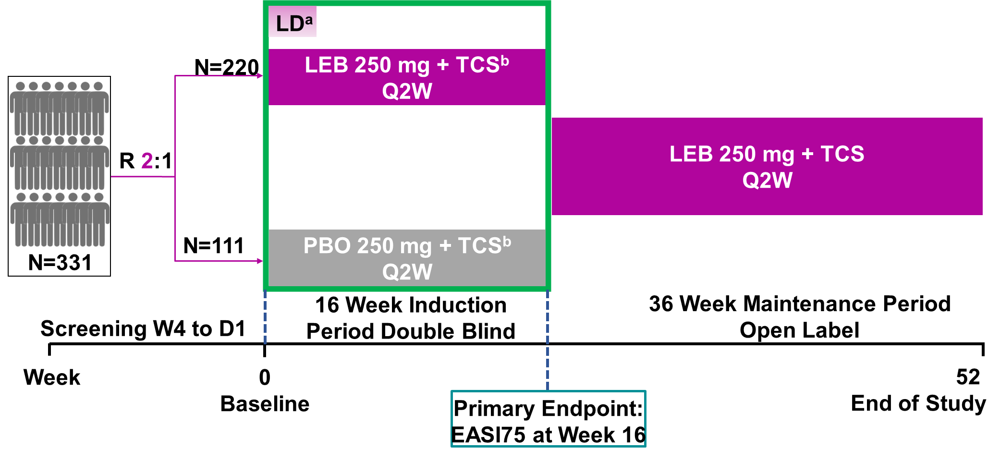 LDa
N=220
LEB 250 mg + TCSb
Q2W
LEB 250 mg + TCS
Q2W
R 2:1
N=111
PBO 250 mg + TCSb
Q2W
N=331
Screening W4 to D1
16 Week Induction
Period Double Blind
36 Week Maintenance Period
Open Label
Week
0
Baseline
52
End of Study
Primary Endpoint:
EASI75 at Week 16